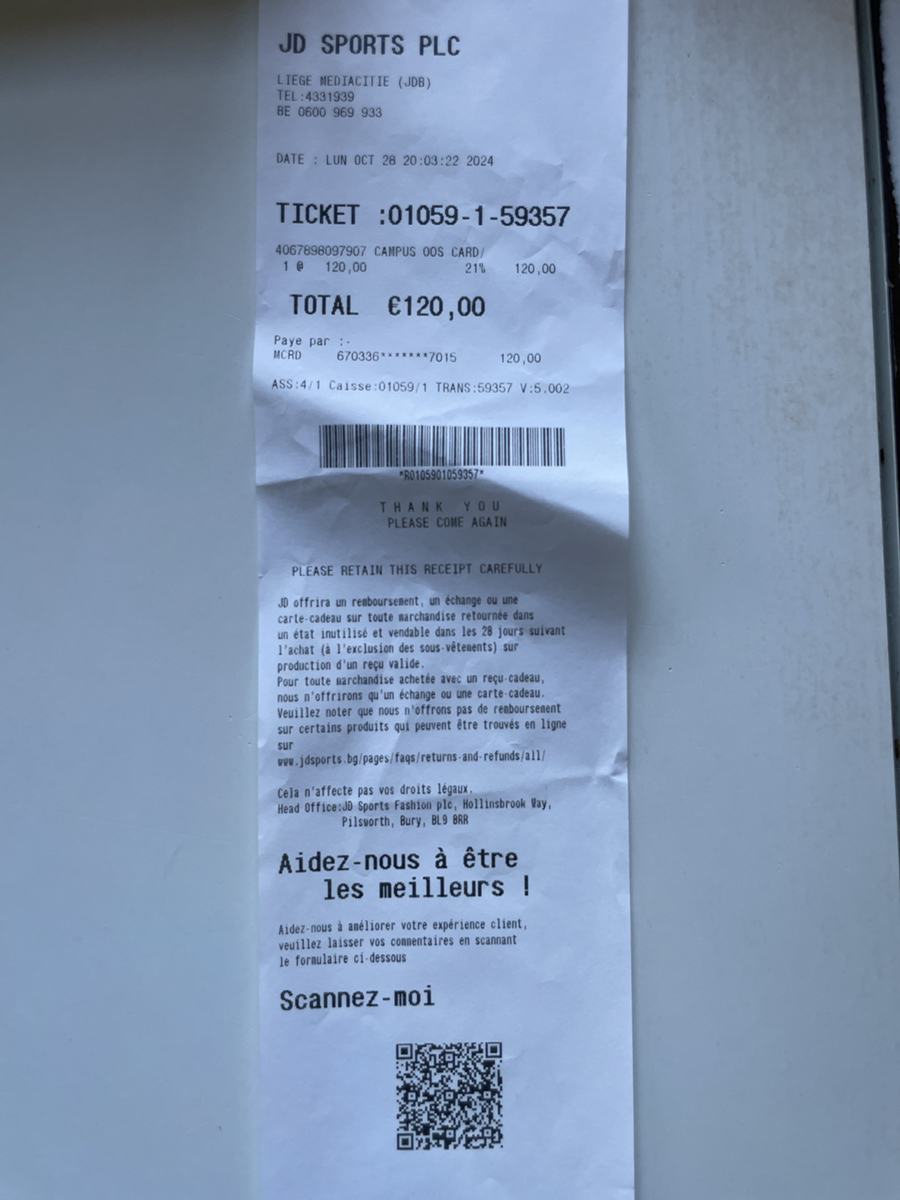 JD SPORTS PLC
LIEGE MEDIACITIE (JDB)
TEL:4331939
BE 0600 969 933
DATE : LUN OCT 28 20:03:22 2024
TICKET :01059-1-59357
4067898097907 CAMPUS OOS CARD/
1 @ 120,00 21% 120,00
TOTAL €120,00
Paye par :-
MCRD 670336*******7015 120,00
ASS:4/1 Caisse:01059/1 TRANS:59357 V:5.002
*R0105901059357*
THANK YOU
PLEASE COME AGAIN
PLEASE RETAIN THIS RECEIPT CAREFULLY
JD offrira un remboursement, un échange ou une
carte-cadeau sur toute marchandise retournée dans
un état inutilisé et vendable dans les 28 jours suivant
l'achat (à l'exclusion des sous-vêtements) sur
production d'un reçu valide.
Pour toute marchandise achetée avec un reçu-cadeau,
nous n'offrirons qu'un échange ou une carte-cadeau.
Veuillez noter que nous n'offrons pas de remboursement
sur certains produits qui peuvent être trouvés en ligne
sur
www.jdsports.bg/pages/faqs/returns-and-refunds/all/
Cela n'affecte pas vos droits légaux.
Head Office:JD Sports Fashion plc, Hollinsbrook Way,
Pilsworth, Bury, BL9 8RR
Aidez-nous à être
les meilleurs !
Aidez-nous à améliorer votre expérience client,
veuillez laisser vos commentaires en scannant
le formulaire ci-dessous
Scannez-moi